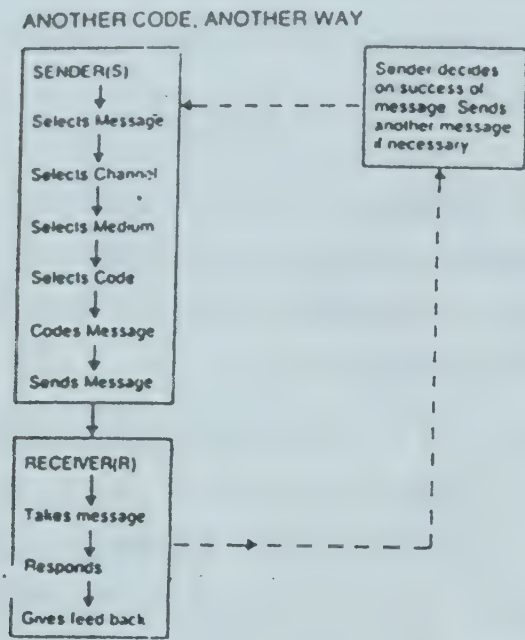 ANOTHER CODE, ANOTHER WAY
SENDER(S)
Selects Message
Selects Channel
Selects Medium
Selects Code
Codes Message
Sends Message
RECEIVER(R)
Takes message
Responds
Gives feed back
Sender decides
on success of
message. Sends
another message
if necessary